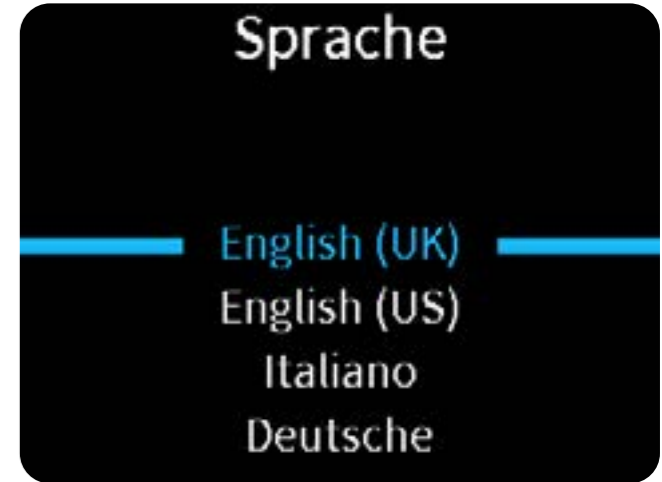 Sprache
English (UK)
English (US)
Italiano
Deutsche